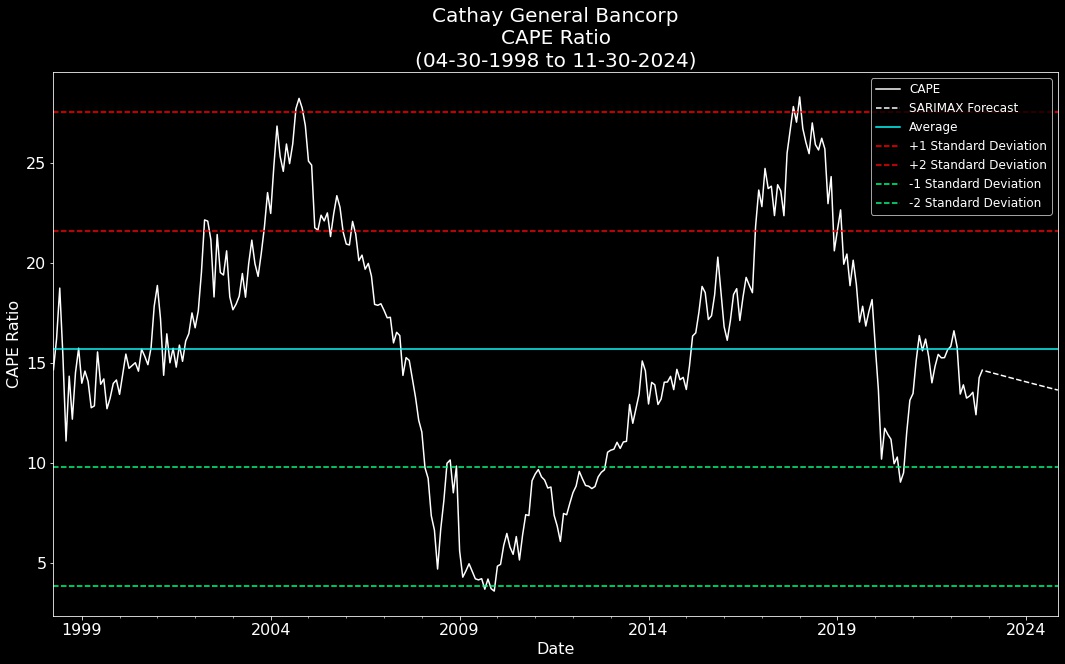 Cathay General Bancorp
CAPE Ratio
(04-30-1998 to 11-30-2024)
CAPE
SARIMAX Forecast
Average
+1 Standard Deviation
+2 Standard Deviation
-1 Standard Deviation
-2 Standard Deviation
CAPE Ratio
25
20
15
10
5
1999 2004 2009 2014 2019 2024
Date